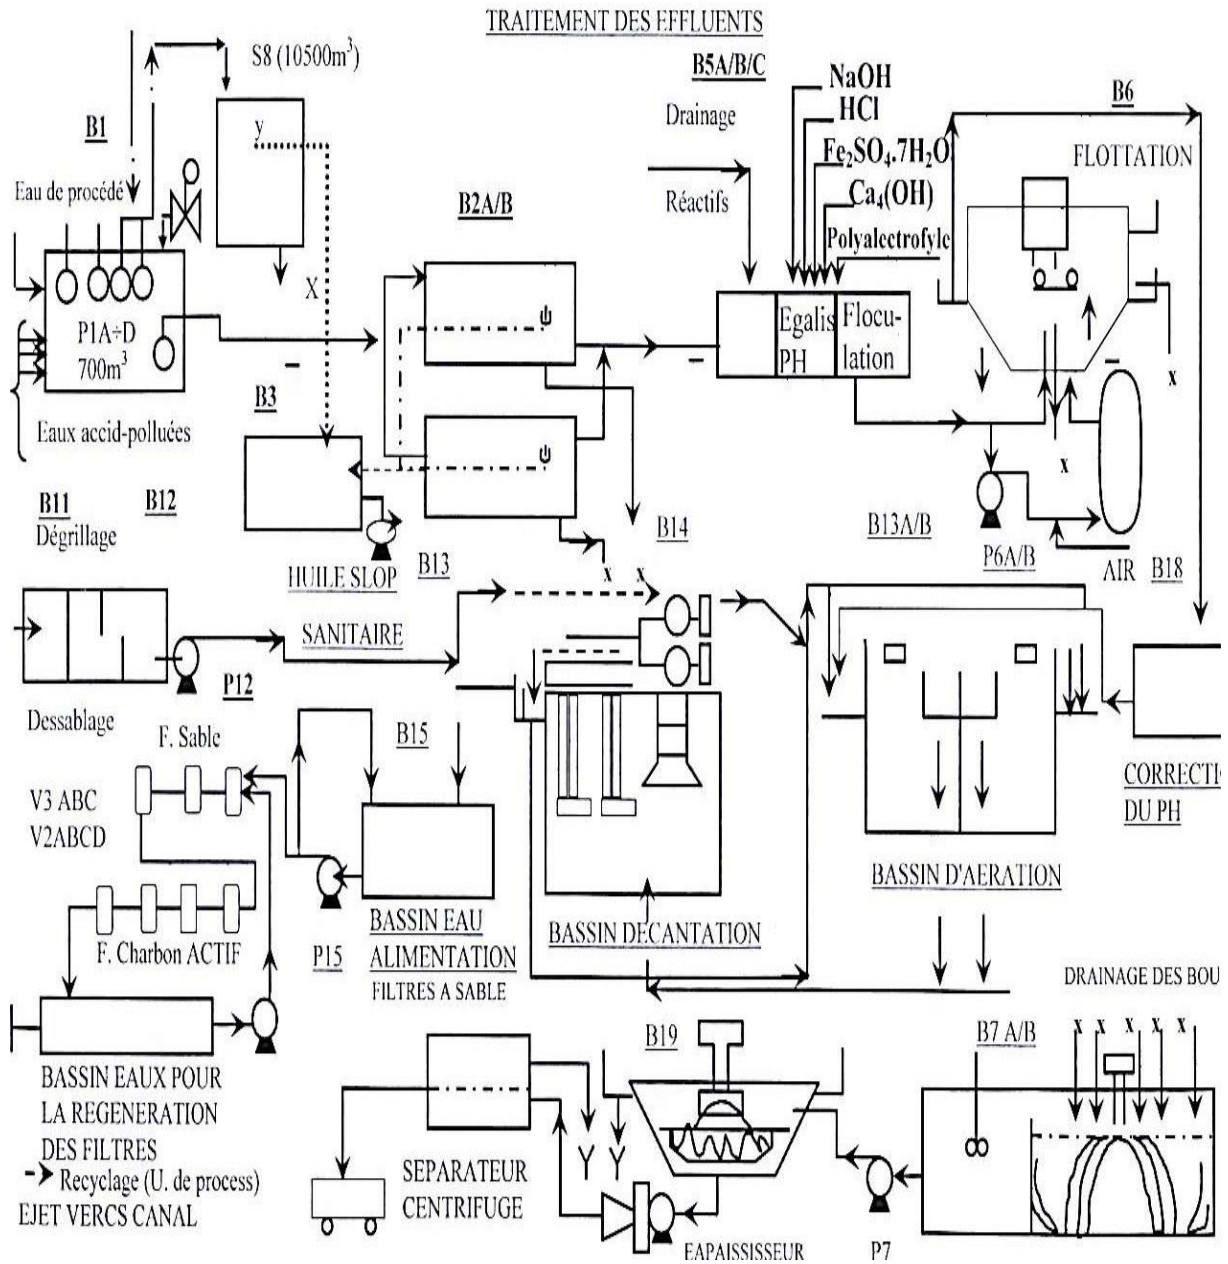 TRAITEMENT DES EFFLUENTS
S8 (10500m³)
B5A/B/C
NaOH
HCl
B6
Drainage
B1
y
Fe₂SO₄.7H₂O
FLOTTATION
Eau de procédé
B2A/B
Réactifs
Ca₄(OH)
Polyalectrofyle
X
P1A÷D
700m³
Egalis
PH
Flocu-
lation
x
B3
Eaux accid-polluées
x
B11
B12
Dégrillage
B14
B13A/B
P6A/B
AIR
B18
HUILE SLOP
B13
x
x
SANITAIRE
P12
Dessablage
F. Sable
B15
V3 ABC
V2ABCD
CORRECTI
DU PH
BASSIN D'AERATION
BASSIN EAU
ALIMENTATION
FILTRES A SABLE
BASSIN DECANTATION
F. Charbon ACTIF
P15
DRAINAGE DES BOU
B19
B7 A/B
x x x x x
BASSIN EAUX POUR
LA REGENERATION
DES FILTRES
Recyclage (U. de process)
EJET VERCS CANAL
Y Y
SEPARATEUR
CENTRIFUGE
EAPAISSISSEUR
P7